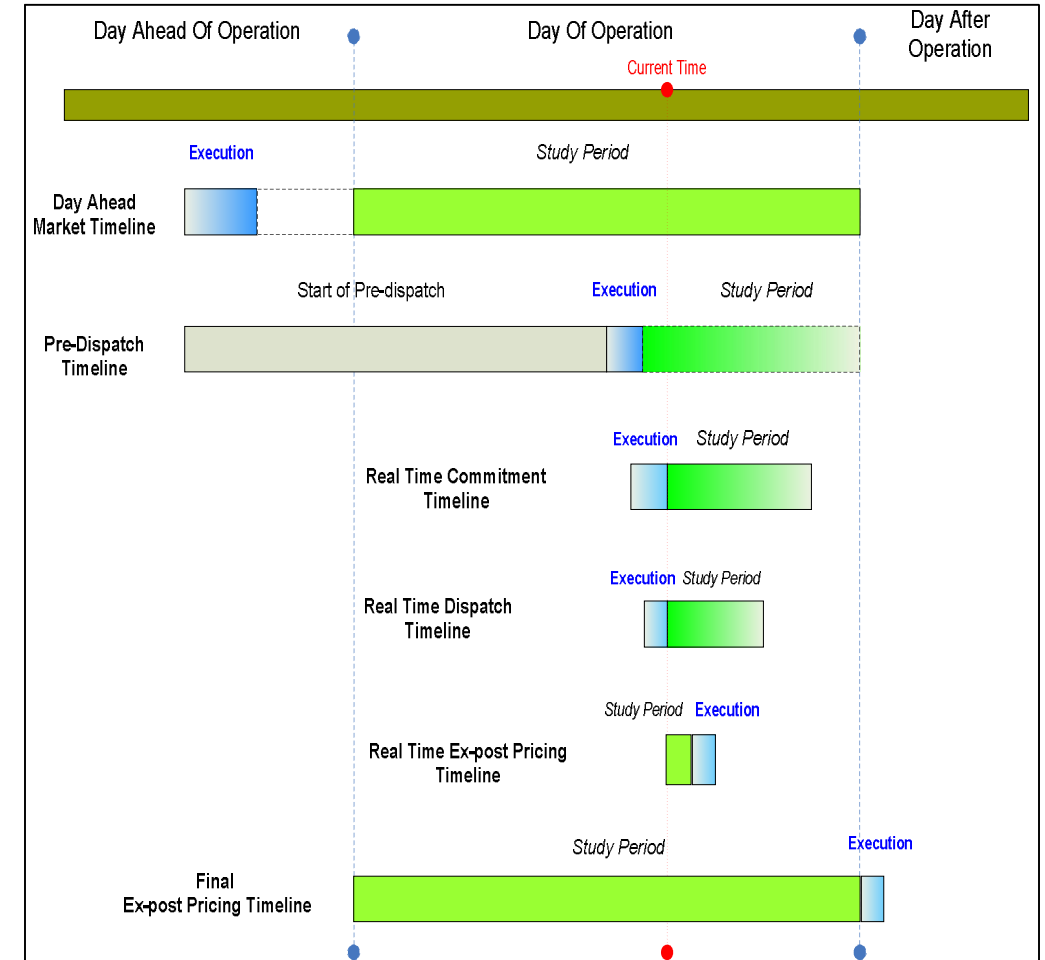 Day Ahead Of Operation
Day Of Operation
Day After
Operation
Current Time
Execution
Study Period
Day Ahead
Market Timeline
Start of Pre-dispatch
Execution
Study Period
Pre-Dispatch
Timeline
Execution
Study Period
Real Time Commitment
Timeline
Execution
Study Period
Real Time Dispatch
Timeline
Study Period
Execution
Real Time Ex-post Pricing
Timeline
Study Period
Execution
Final
Ex-post Pricing Timeline